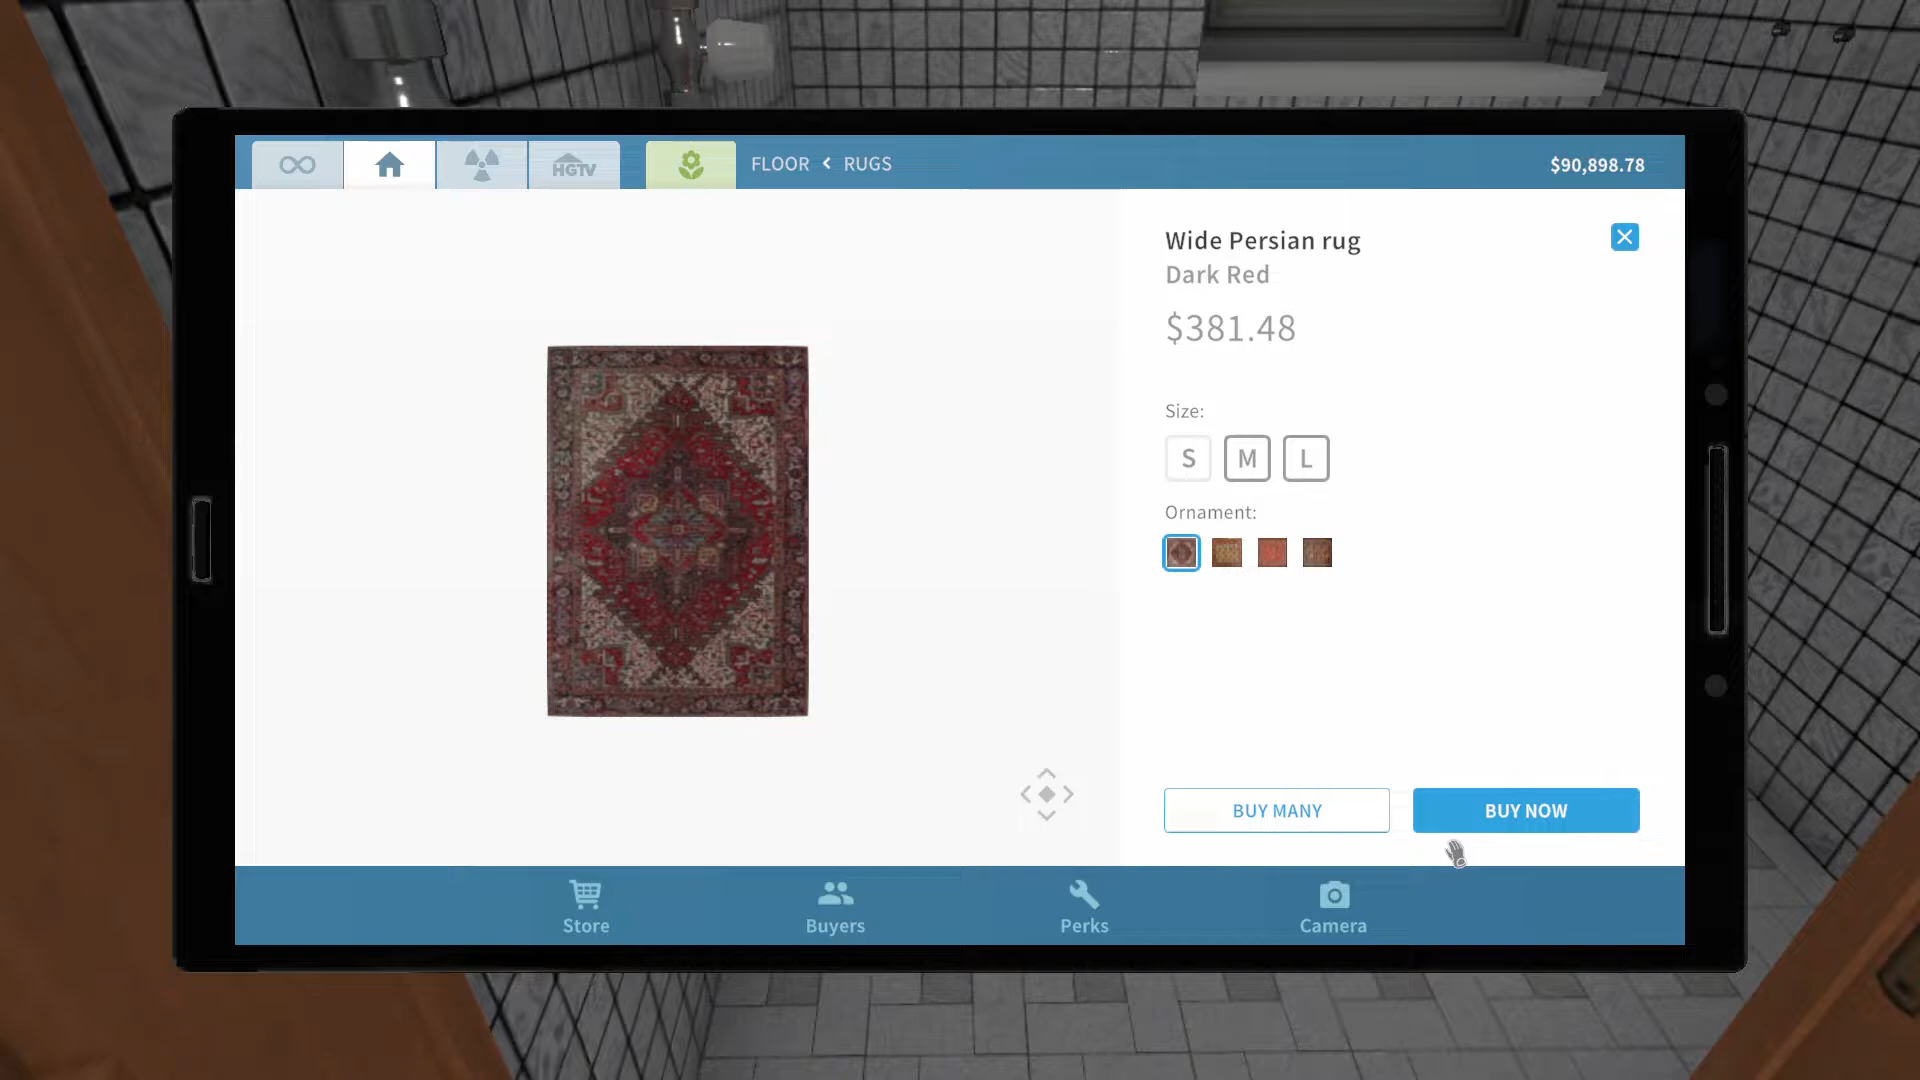 HGTV
FLOOR < RUGS
$90,898.78
Wide Persian rug
Dark Red
$381.48
Size:
S M L
Ornament:
BUY MANY
BUY NOW
Store
Buyers
Perks
Camera